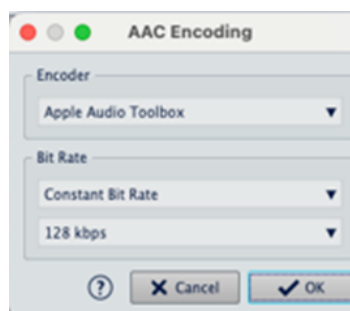 AAC Encoding
Encoder
Apple Audio Toolbox
Bit Rate
Constant Bit Rate
128 kbps
? Cancel OK